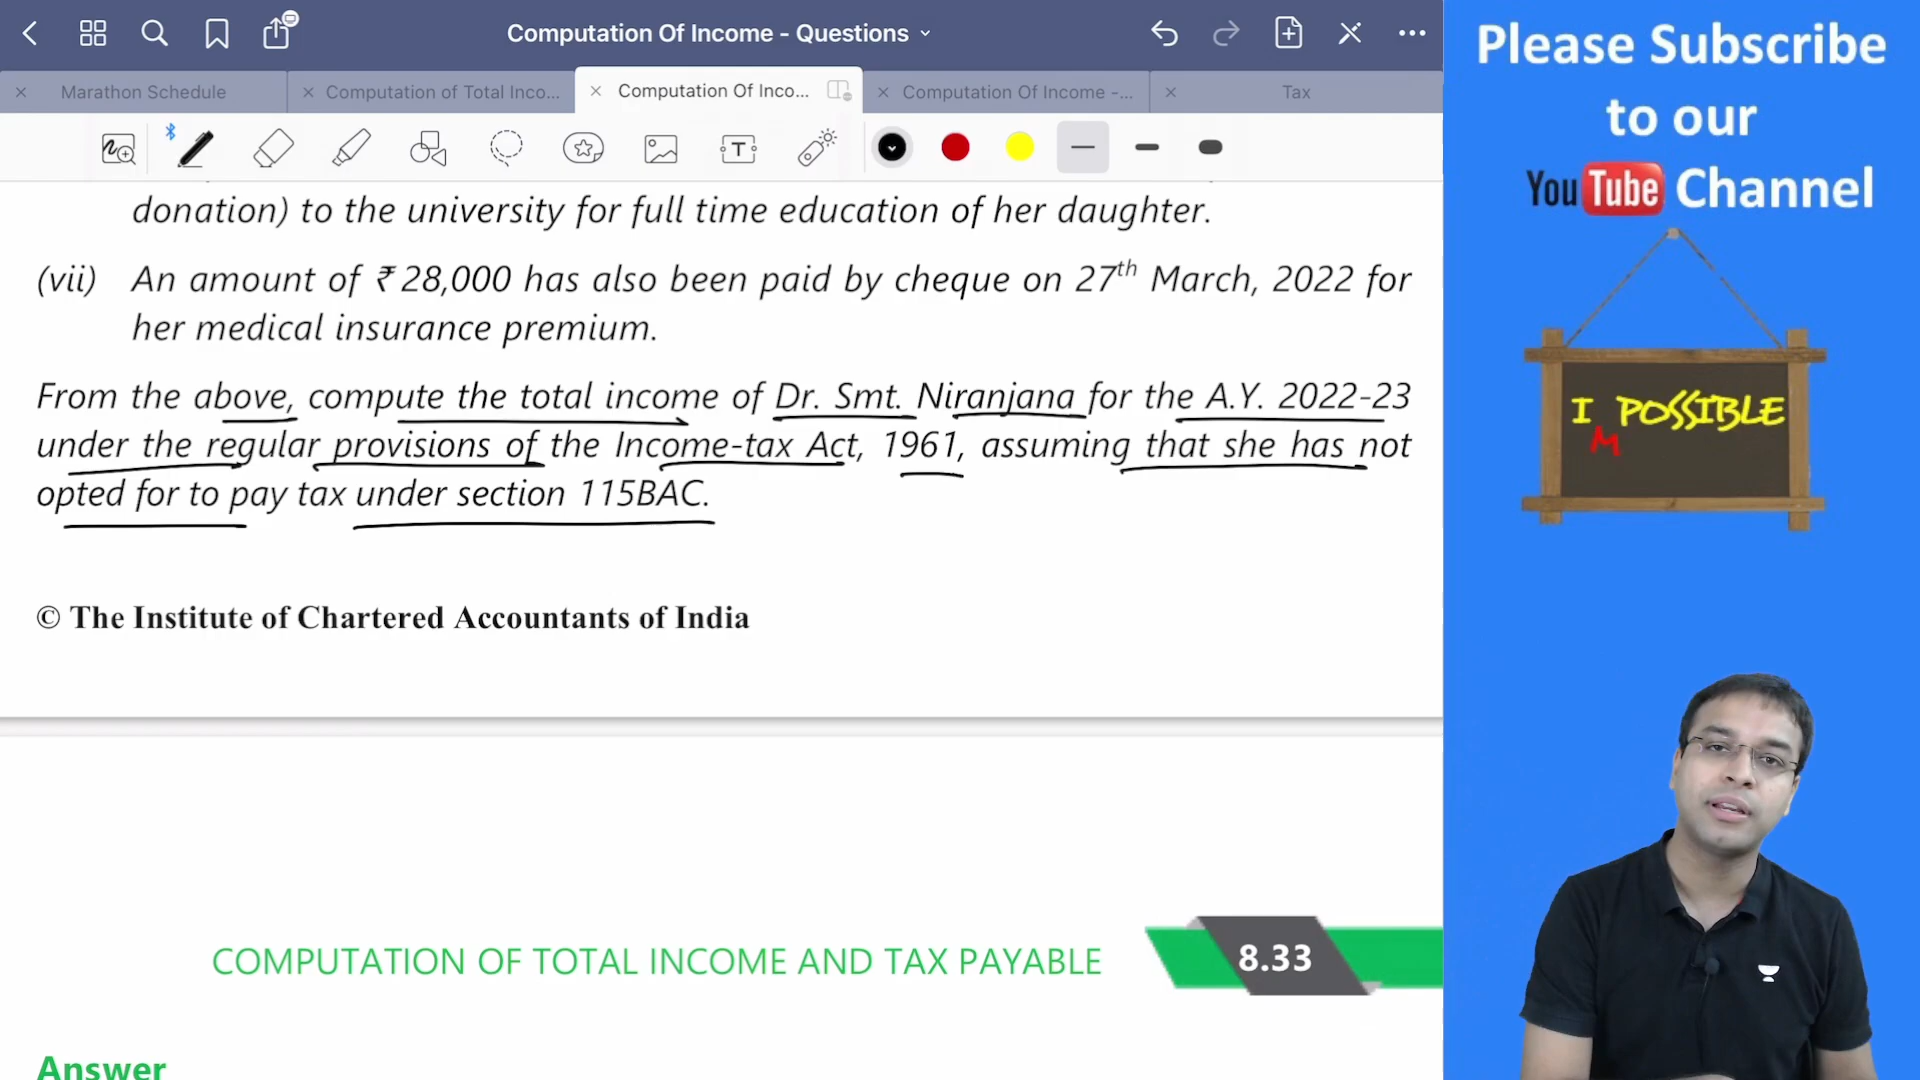 Computation Of Income - Questions
Marathon Schedule
Computation of Total Inco...
Computation Of Inco...
Computation Of Income -...
Tax
donation) to the university for full time education of her daughter.
(vii) An amount of ₹ 28,000 has also been paid by cheque on 27th March, 2022 for
her medical insurance premium.
From the above, compute the total income of Dr. Smt. Niranjana for the A.Y. 2022-23
under the regular provisions of the Income-tax Act, 1961, assuming that she has not
opted for to pay tax under section 115BAC.
© The Institute of Chartered Accountants of India
COMPUTATION OF TOTAL INCOME AND TAX PAYABLE
8.33
Answer
Please Subscribe
to our
YouTube Channel
I POSSIBLE
M